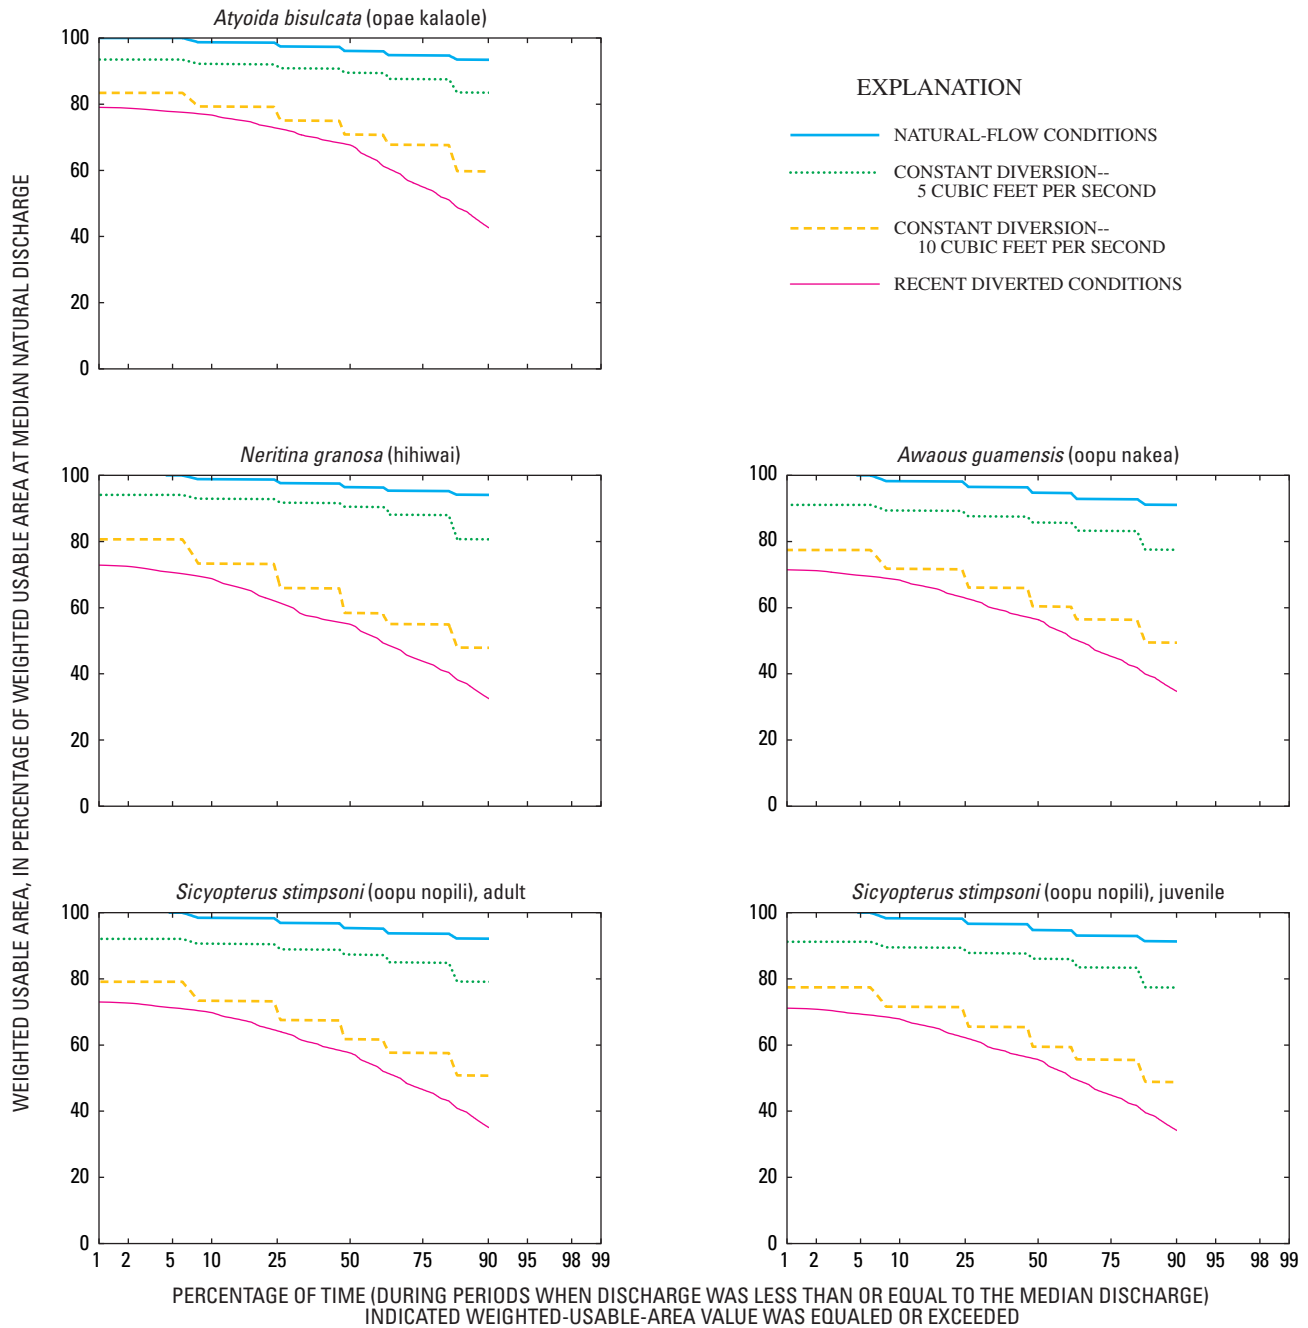 Atyoida bisulcata (opae kalaole)
100
80
60
40
20
0
EXPLANATION
NATURAL-FLOW CONDITIONS
CONSTANT DIVERSION--
5 CUBIC FEET PER SECOND
CONSTANT DIVERSION--
10 CUBIC FEET PER SECOND
RECENT DIVERTED CONDITIONS
WEIGHTED USABLE AREA, IN PERCENTAGE OF WEIGHTED USABLE AREA AT MEDIAN NATURAL DISCHARGE
Neritina granosa (hihiwai)
100
80
60
40
20
0
Awaous guamensis (oopu nakea)
100
80
60
40
20
0
Sicyopterus stimpsoni (oopu nopili), adult
100
80
60
40
20
0
1 2 5 10 25 50 75 90 95 98 99
Sicyopterus stimpsoni (oopu nopili), juvenile
100
80
60
40
20
0
1 2 5 10 25 50 75 90 95 98 99
PERCENTAGE OF TIME (DURING PERIODS WHEN DISCHARGE WAS LESS THAN OR EQUAL TO THE MEDIAN DISCHARGE)
INDICATED WEIGHTED-USABLE-AREA VALUE WAS EQUALED OR EXCEEDED